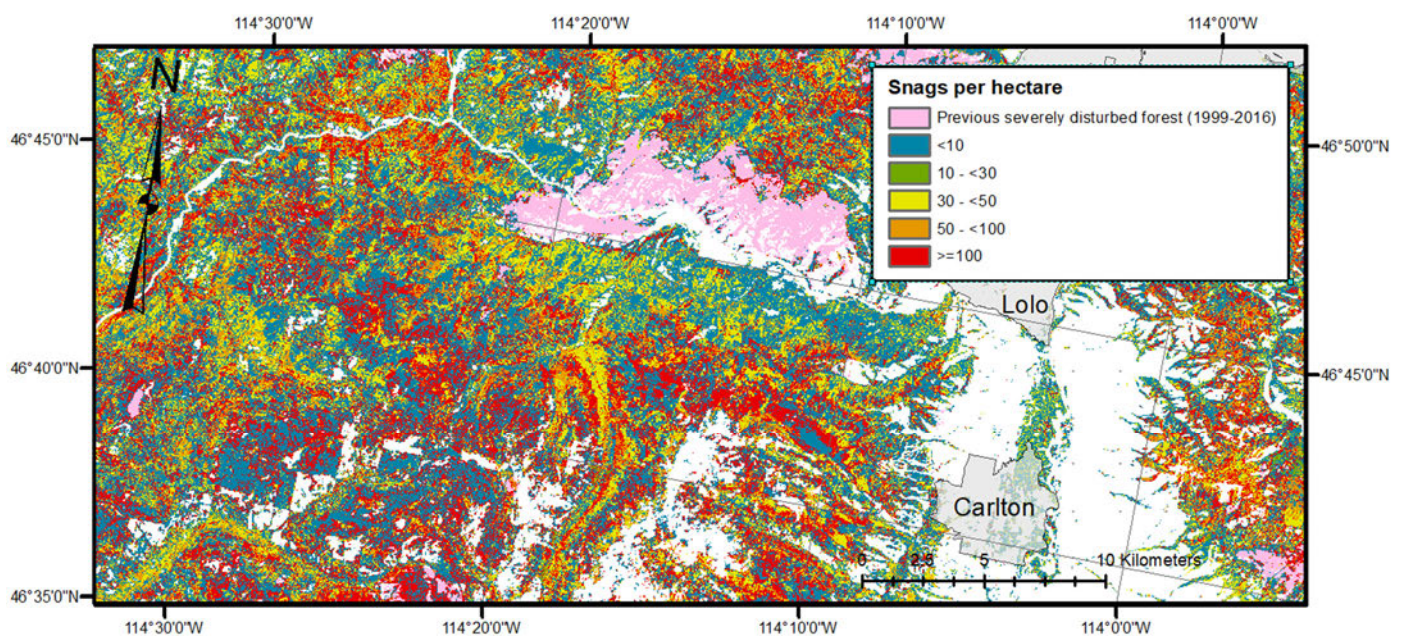 114°30'0"W 114°20'0"W 114°10'0"W 114°0'0"W
N
Snags per hectare
Previous severely disturbed forest (1999-2016)
<10
10 - <30
30 - <50
50 - <100
>=100
46°45'0"N
46°50'0"N
Lolo
46°40'0"N
46°45'0"N
Carlton
0 2.5 5 10 Kilometers
46°35'0"N
114°30'0"W 114°20'0"W 114°10'0"W 114°0'0"W